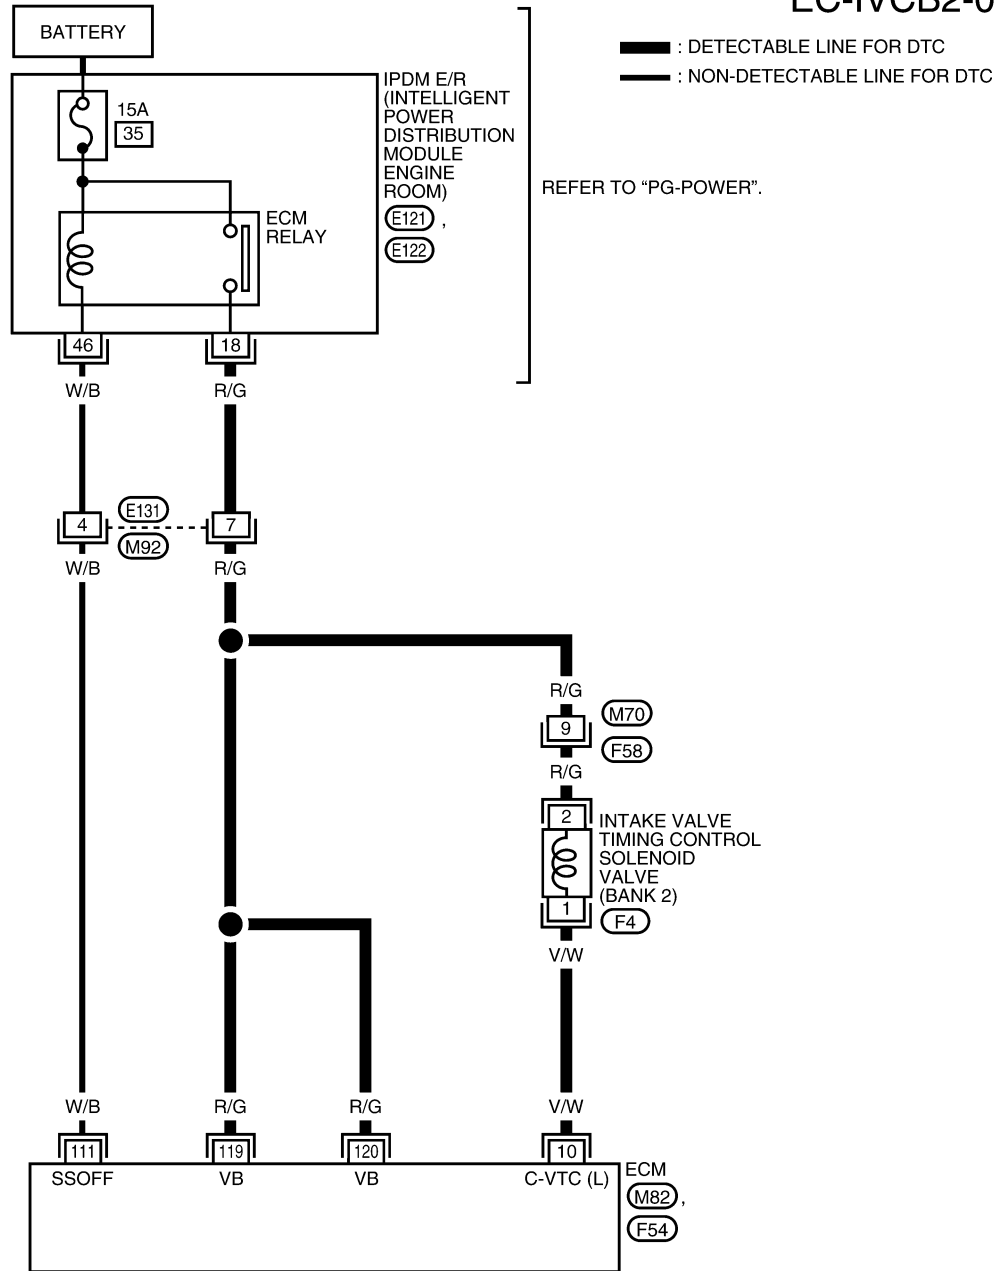 EC-IVCB2-0
BATTERY
: DETECTABLE LINE FOR DTC
: NON-DETECTABLE LINE FOR DTC
IPDM E/R
(INTELLIGENT
POWER
DISTRIBUTION
MODULE
ENGINE
ROOM)
E121 ,
E122
15A
35
REFER TO “PG-POWER”.
ECM
RELAY
46
18
W/B
R/G
4
E131
M92
7
W/B
R/G
R/G
9
M70
F58
R/G
2
INTAKE VALVE
TIMING CONTROL
SOLENOID
VALVE
(BANK 2)
1
F4
V/W
W/B
R/G
R/G
V/W
111
119
120
10
SSOFF
VB
VB
C-VTC (L)
ECM
M82 ,
F54